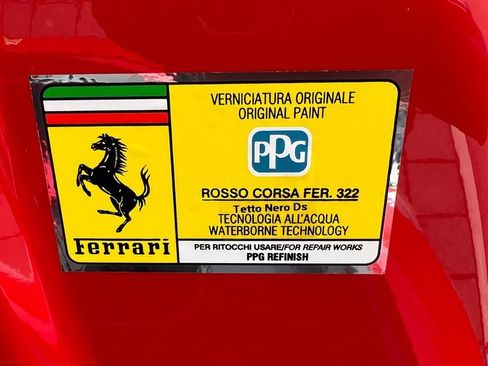 VERNICIATURA ORIGINALE
ORIGINAL PAINT
PPG
ROSSO CORSA FER. 322
Tetto Nero Ds
TECNOLOGIA ALL'ACQUA
WATERBORNE TECHNOLOGY
Ferrari
PER RITOCCHI USARE/FOR REPAIR WORKS
PPG REFINISH